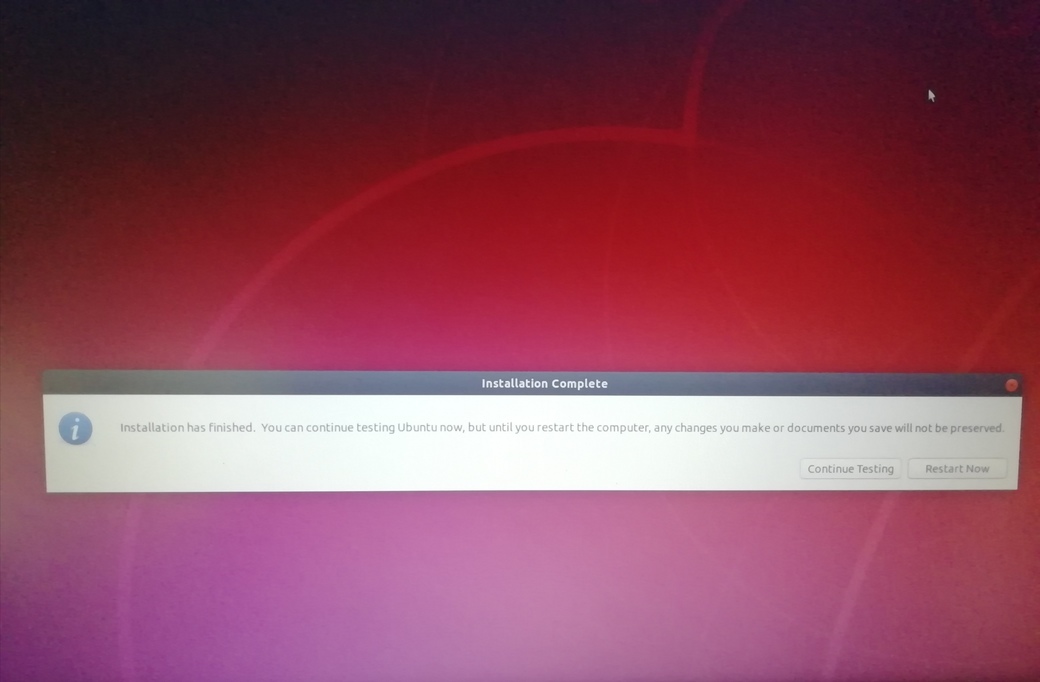 Installation Complete
Installation has finished. You can continue testing Ubuntu now, but until you restart the computer, any changes you make or documents you save will not be preserved.
Continue Testing
Restart Now